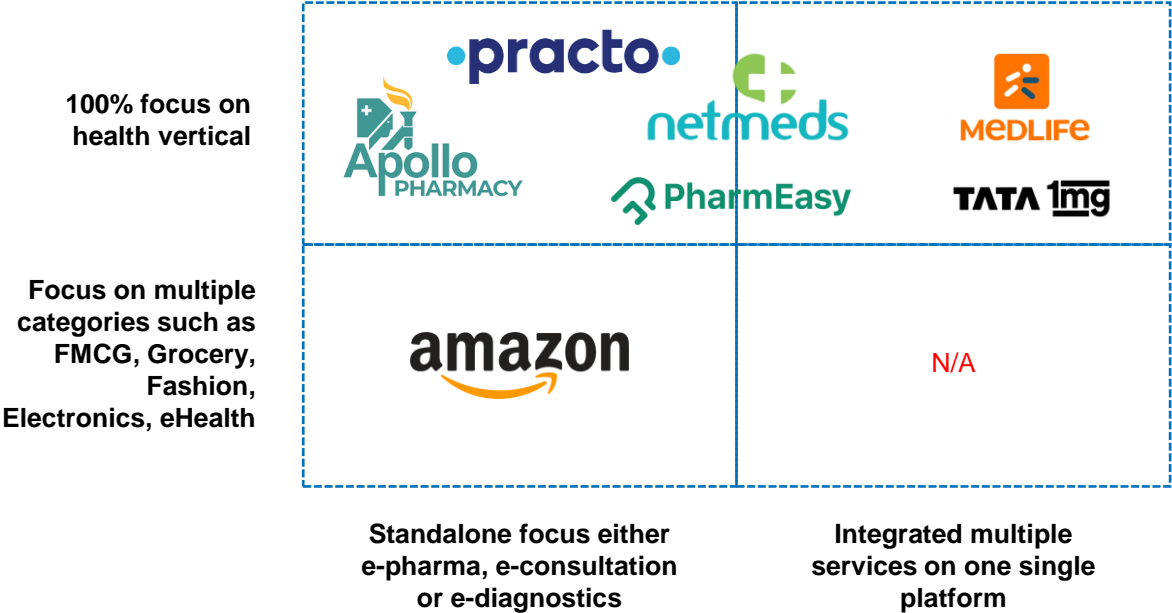 100% focus on
health vertical
practo
Apollo
PHARMACY
netmeds
PharmEasy
MEDLIFE
TATA 1mg
Focus on multiple
categories such as
FMCG, Grocery,
Fashion,
Electronics, eHealth
amazon
N/A
Standalone focus either
e-pharma, e-consultation
or e-diagnostics
Integrated multiple
services on one single
platform